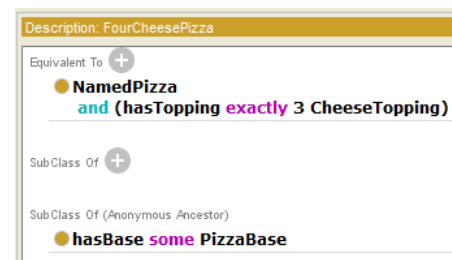 Description: FourCheesePizza
Equivalent To
NamedPizza
and (hasTopping exactly 3 CheeseTopping)
SubClass Of
SubClass Of (Anonymous Ancestor)
hasBase some PizzaBase